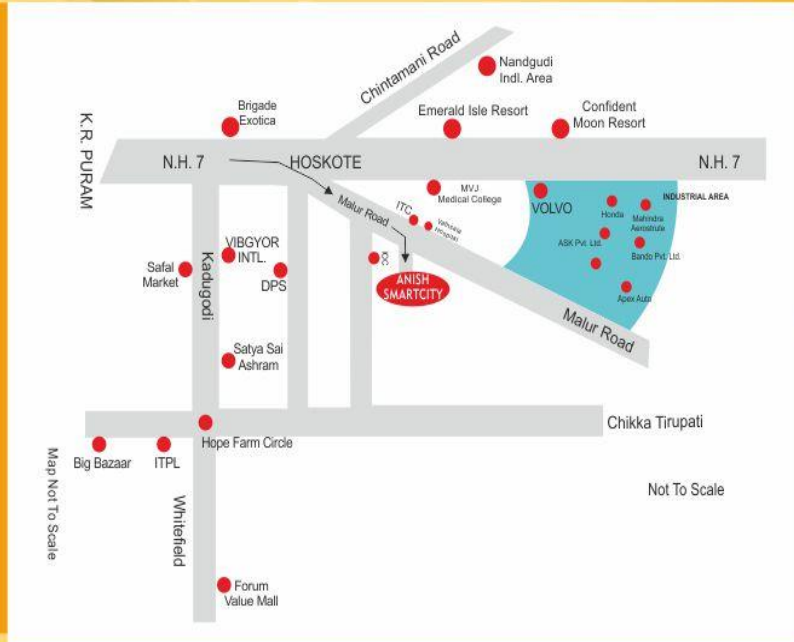 Chintamani Road
Nandgudi
Indl. Area
Brigade
Exotica
Emerald Isle Resort
Confident
Moon Resort
K.R. PURAM
N.H. 7
HOSKOTE
N.H. 7
MVJ
Medical College
VOLVO
INDUSTRIAL AREA
Honda
Mahindra
Aerostrute
ASK Pvt. Ltd.
Bando Pvt. Ltd.
Apex Auto
Malur Road
ITC
Hospital
IOC
ANISH
SMARTCITY
Malur Road
Kadugodi
VIBGYOR
INTL.
Safal
Market
DPS
Satya Sai
Ashram
Chikka Tirupati
Hope Farm Circle
Big Bazaar
ITPL
Map Not To Scale
Whitefield
Not To Scale
Forum
Value Mall